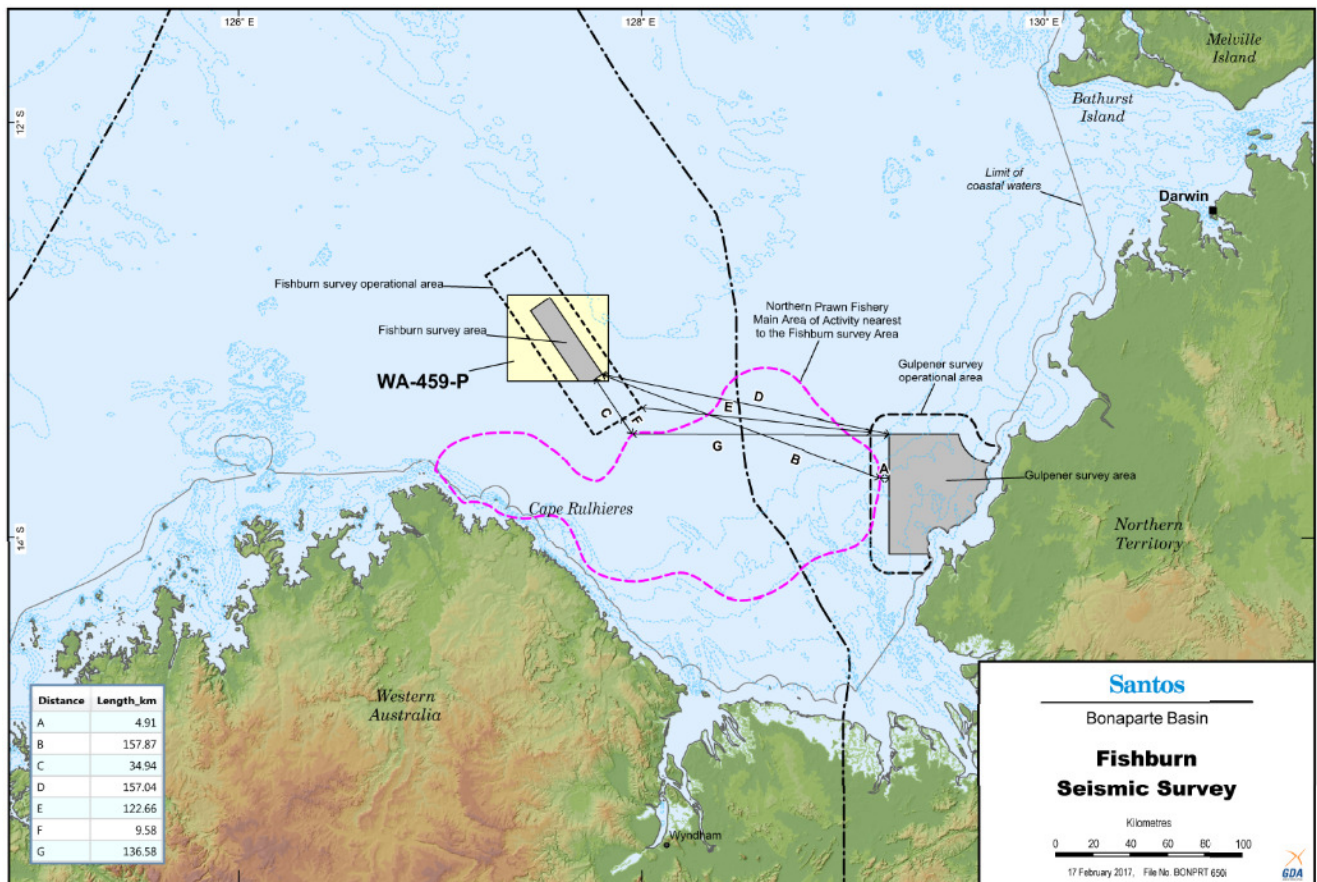 126° E
128° E
130° E
12° S
14° S
Melville
Island
Bathurst
Island
Limit of
coastal waters
Darwin
Fishburn survey operational area
Fishburn survey area
WA-459-P
Northern Prawn Fishery
Main Area of Activity nearest
to the Fishburn survey Area
Gulpener survey
operational area
D
E
C
F
G
B
A
Gulpener survey area
Cape Rulhieres
Northern
Territory
Western
Australia
Wyndham
Distance Length_km
A 4.91
B 157.87
C 34.94
D 157.04
E 122.66
F 9.58
G 136.58
Santos
Bonaparte Basin
Fishburn
Seismic Survey
Kilometres
0 20 40 60 80 100
17 February 2017, File No. BONPRT 650i
GDA